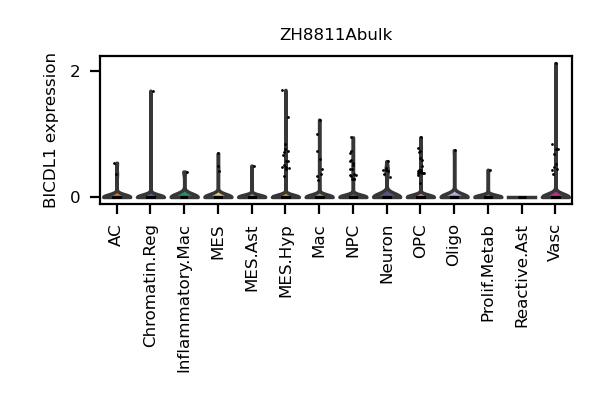 ZH8811Abulk
BICDL1 expression
2
0
AC
Chromatin.Reg
Inflammatory.Mac
MES
MES.Ast
MES.Hyp
Mac
NPC
Neuron
OPC
Oligo
Prolif.Metab
Reactive.Ast
Vasc